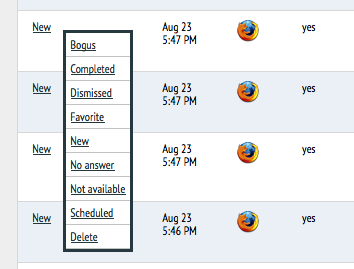 New
Aug 23
5:47 PM
yes
Bogus
Completed
Dismissed
Favorite
New
No answer
Not available
Scheduled
Delete
New
Aug 23
5:47 PM
yes
New
Aug 23
5:47 PM
yes
New
Aug 23
5:46 PM
yes